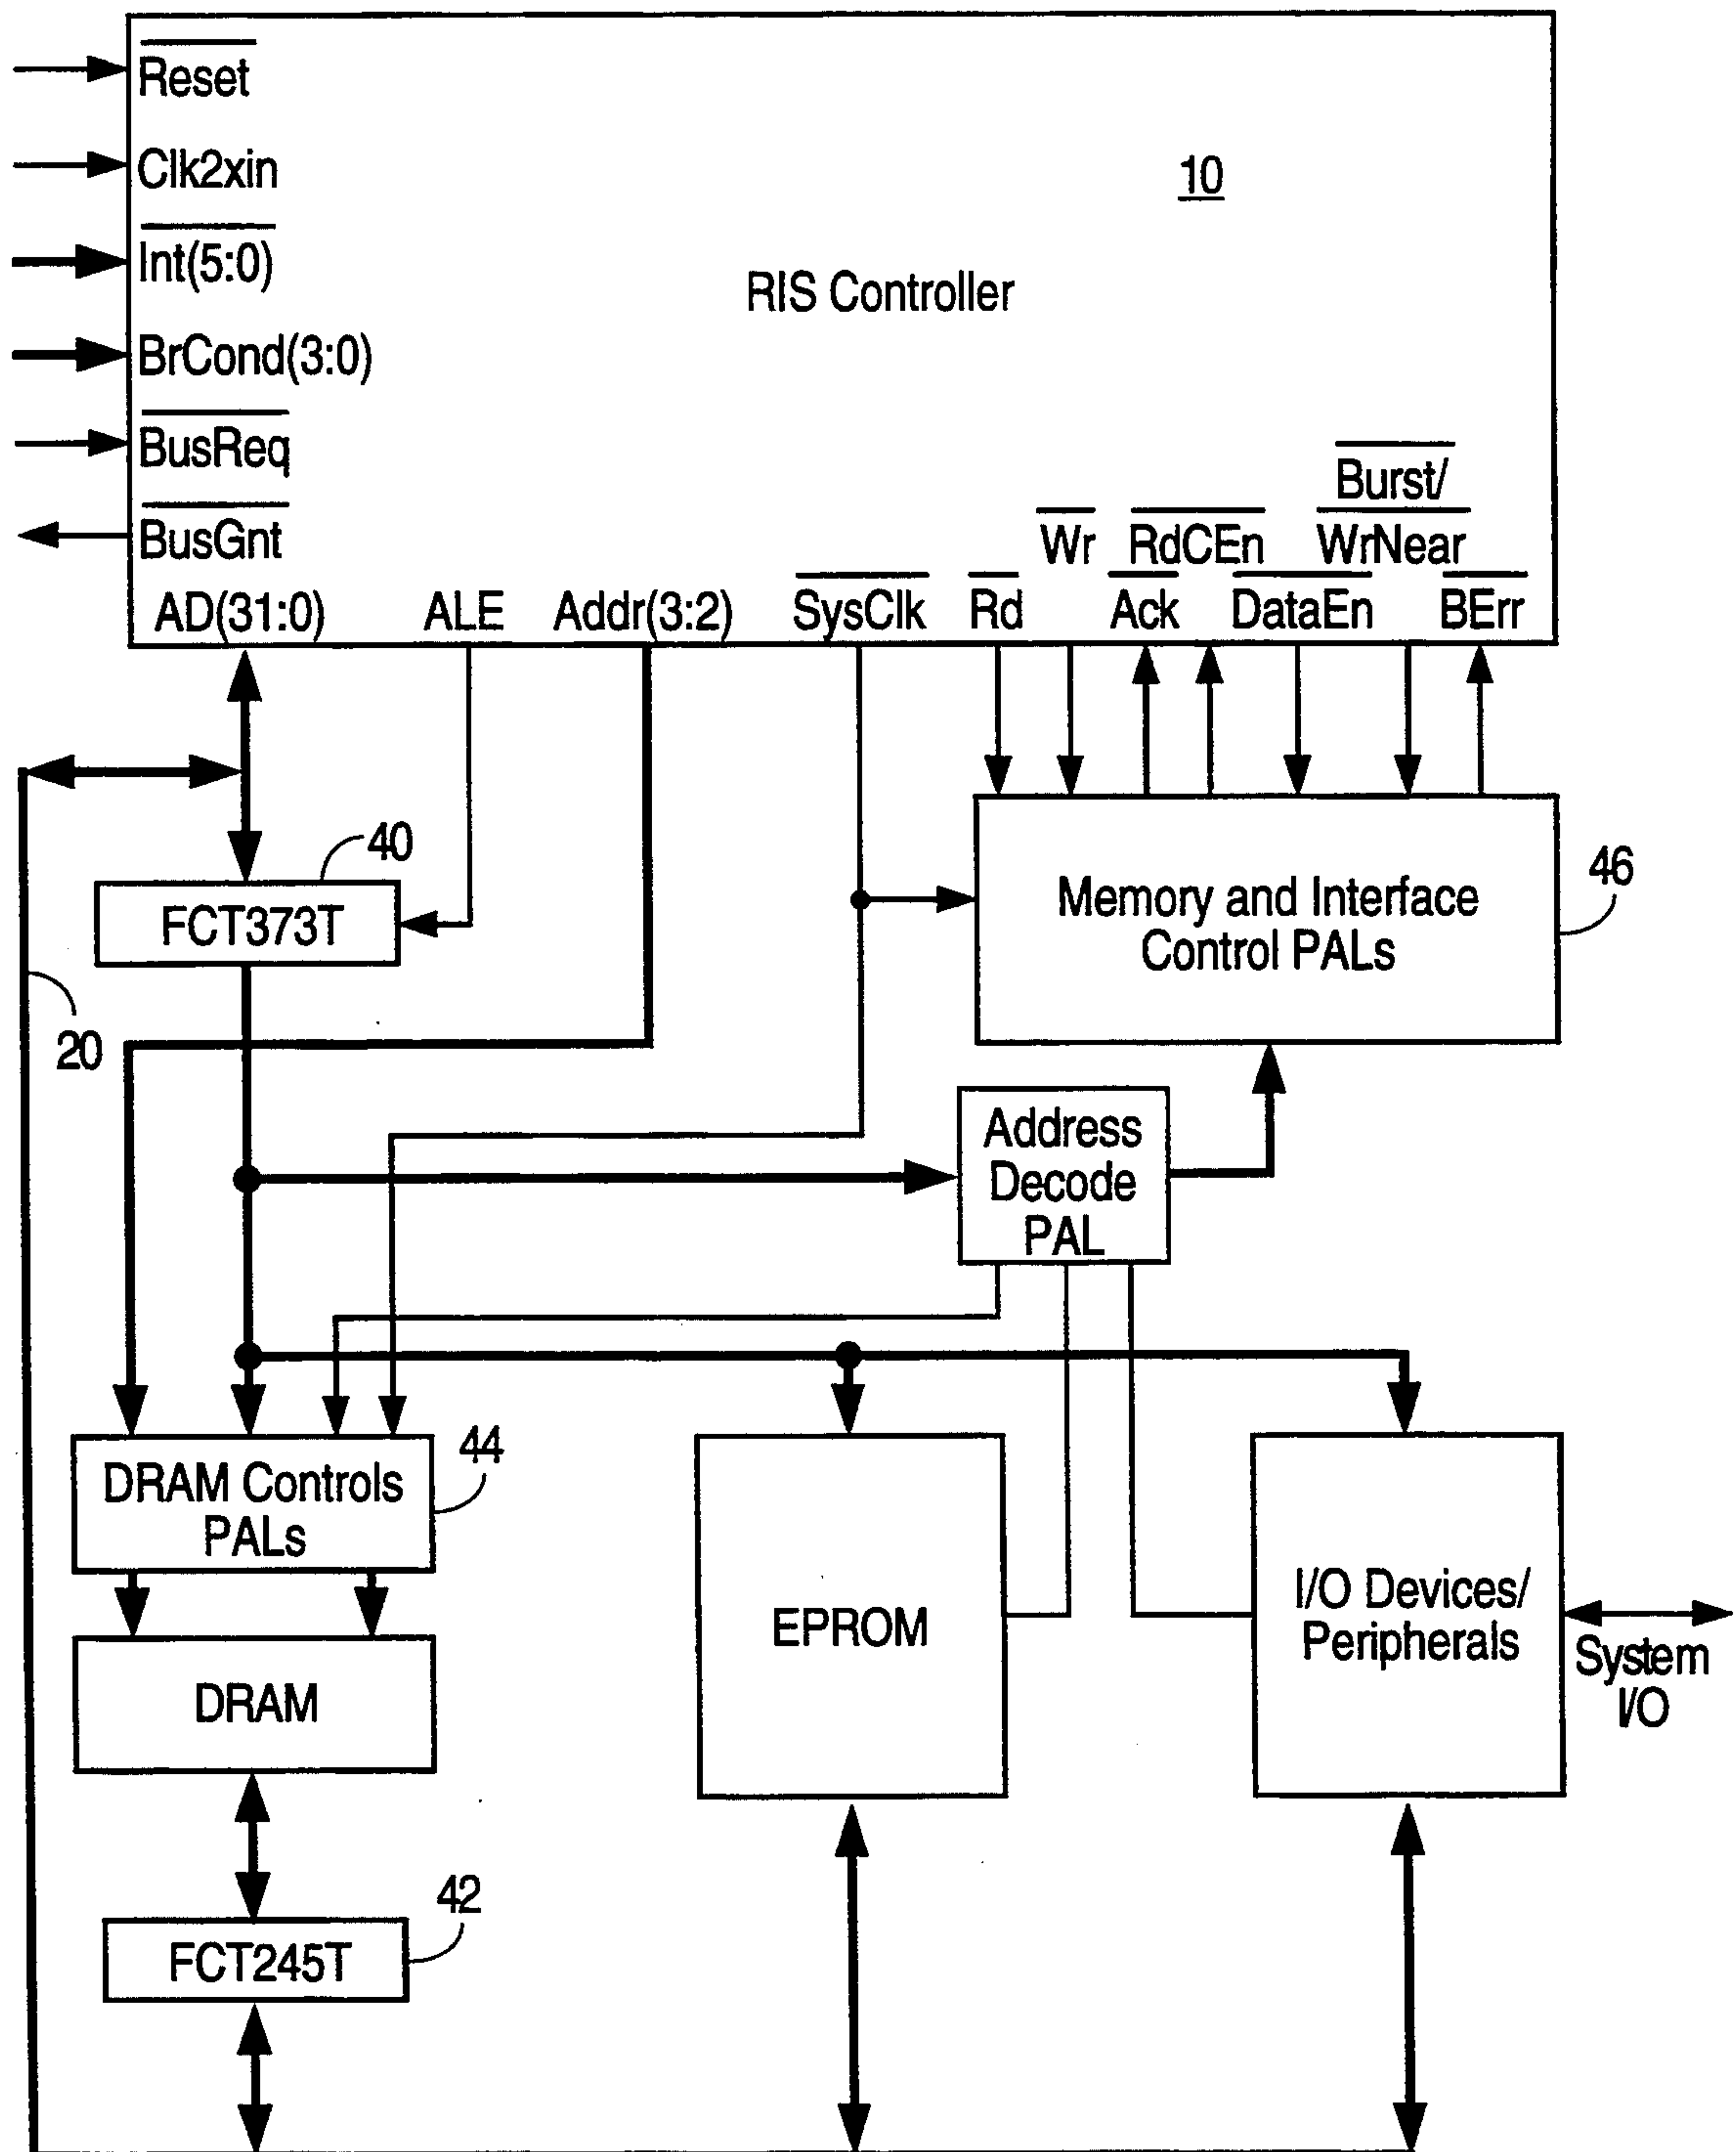 Reset
Clk2xin
Int(5:0)
BrCond(3:0)
BusReq
BusGnt
10
RIS Controller
Burst/
Wr RdCEn WrNear
AD(31:0) ALE Addr(3:2) SysClk Rd Ack DataEn BErr
40
FCT373T
20
Memory and Interface
Control PALs
46
Address
Decode
PAL
44
DRAM Controls
PALs
DRAM
EPROM
I/O Devices/
Peripherals
System
I/O
42
FCT245T